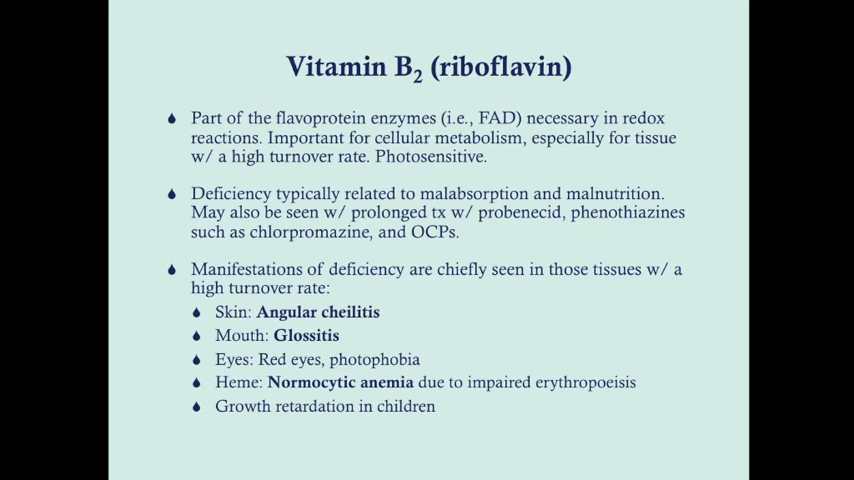 Vitamin B2 (riboflavin)
Part of the flavoprotein enzymes (i.e., FAD) necessary in redox
reactions. Important for cellular metabolism, especially for tissue
w/ a high turnover rate. Photosensitive.
Deficiency typically related to malabsorption and malnutrition.
May also be seen w/ prolonged tx w/ probenecid, phenothiazines
such as chlorpromazine, and OCPs.
Manifestations of deficiency are chiefly seen in those tissues w/ a
high turnover rate:
Skin: Angular cheilitis
Mouth: Glossitis
Eyes: Red eyes, photophobia
Heme: Normocytic anemia due to impaired erythropoeisis
Growth retardation in children